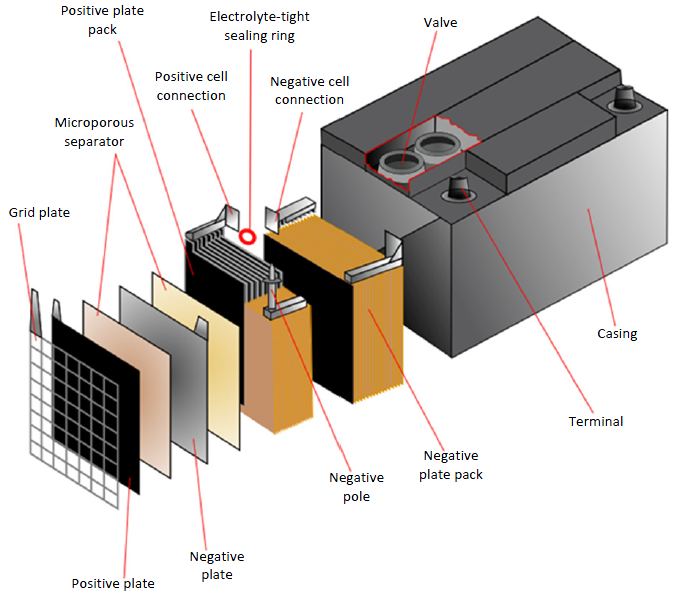 Positive plate
pack
Electrolyte-tight
sealing ring
Valve
Positive cell
connection
Negative cell
connection
Microporous
separator
Grid plate
Casing
Terminal
Negative
plate pack
Negative
pole
Negative
plate
Positive plate